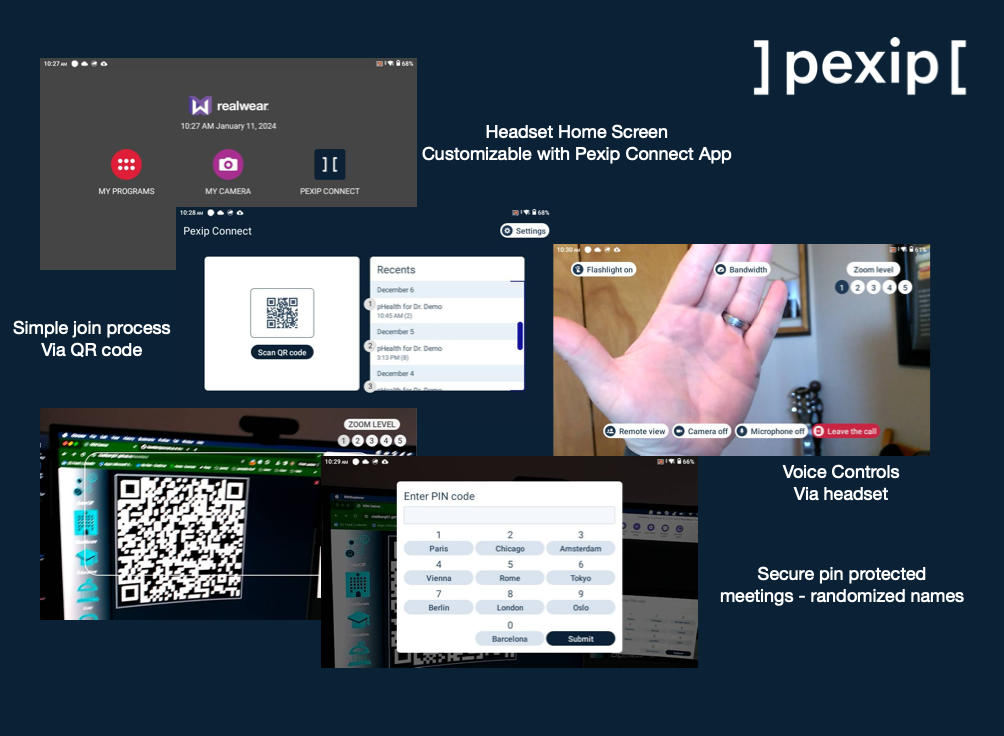 ] pexip [
10:27 AM
68%
realwear
10:27 AM January 11, 2024
MY PROGRAMS
MY CAMERA
PEXIP CONNECT
Headset Home Screen
Customizable with Pexip Connect App
10:28 AM
68%
Pexip Connect
Settings
Scan QR code
Recents
December 6
1
pHealth for Dr. Demo
10:45 AM (2)
December 5
2
pHealth for Dr. Demo
3:13 PM (8)
December 4
3
pHealth for Dr. Demo
Simple join process
Via QR code
10:30 AM
61%
Flashlight on
Bandwidth
Zoom level
1 2 3 4 5
Remote view
Camera off
Microphone off
Leave the call
Voice Controls
Via headset
ZOOM LEVEL
1 2 3 4 5
10:29 AM
66%
Enter PIN code
1 2 3
Paris Chicago Amsterdam
4 5 6
Vienna Rome Tokyo
7 8 9
Berlin London Oslo
0
Barcelona Submit
Secure pin protected
meetings - randomized names